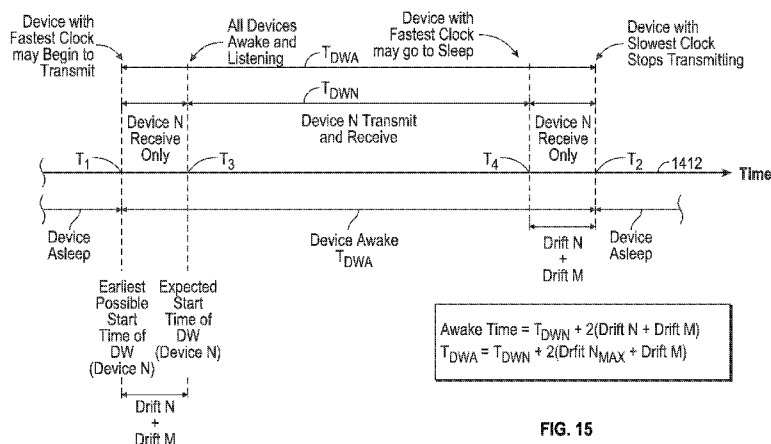 Device with
Fastest Clock
may Begin to
Transmit
All Devices
Awake and
Listening
Device with
Fastest Clock
may go to
Sleep
Device with
Slowest Clock
Stops Transmitting
TDWA
TDWN
Device N
Receive
Only
Device N Transmit
and Receive
Device N
Receive
Only
T1
T3
T4
T2
1412
Time
Device
Asleep
Device Awake
TDWA
Drift N
+
Drift M
Device
Asleep
Earliest
Possible
Start
Time of
DW
(Device N)
Expected
Start
Time of
DW
(Device N)
Drift N
+
Drift M
Awake Time = TDWN + 2(Drift N + Drift M)
TDWA = TDWN + 2(Drfit NMAX + Drift M)
FIG. 15